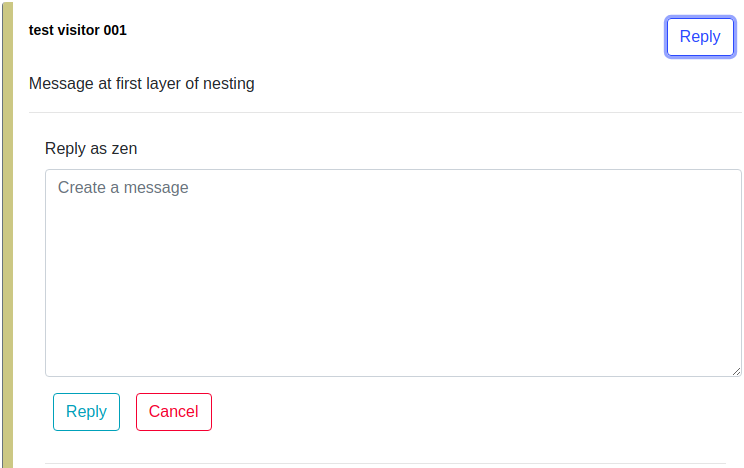 test visitor 001
Reply
Message at first layer of nesting
Reply as zen
Create a message
Reply
Cancel